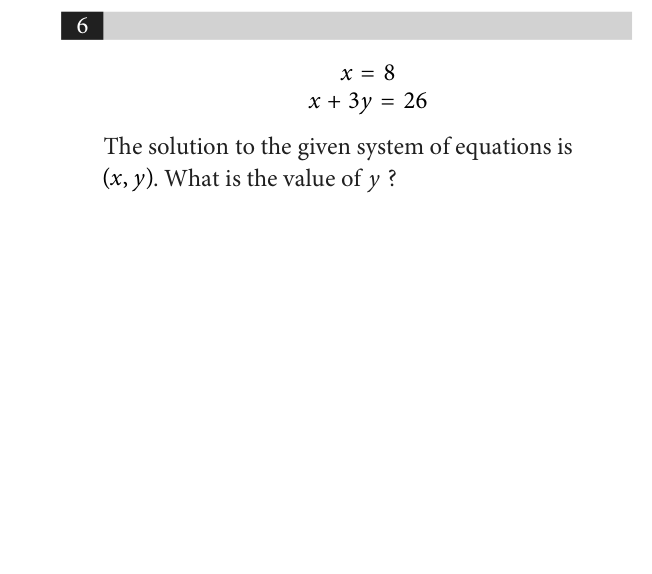 6
x = 8
x + 3y = 26
The solution to the given system of equations is
(x, y). What is the value of y ?